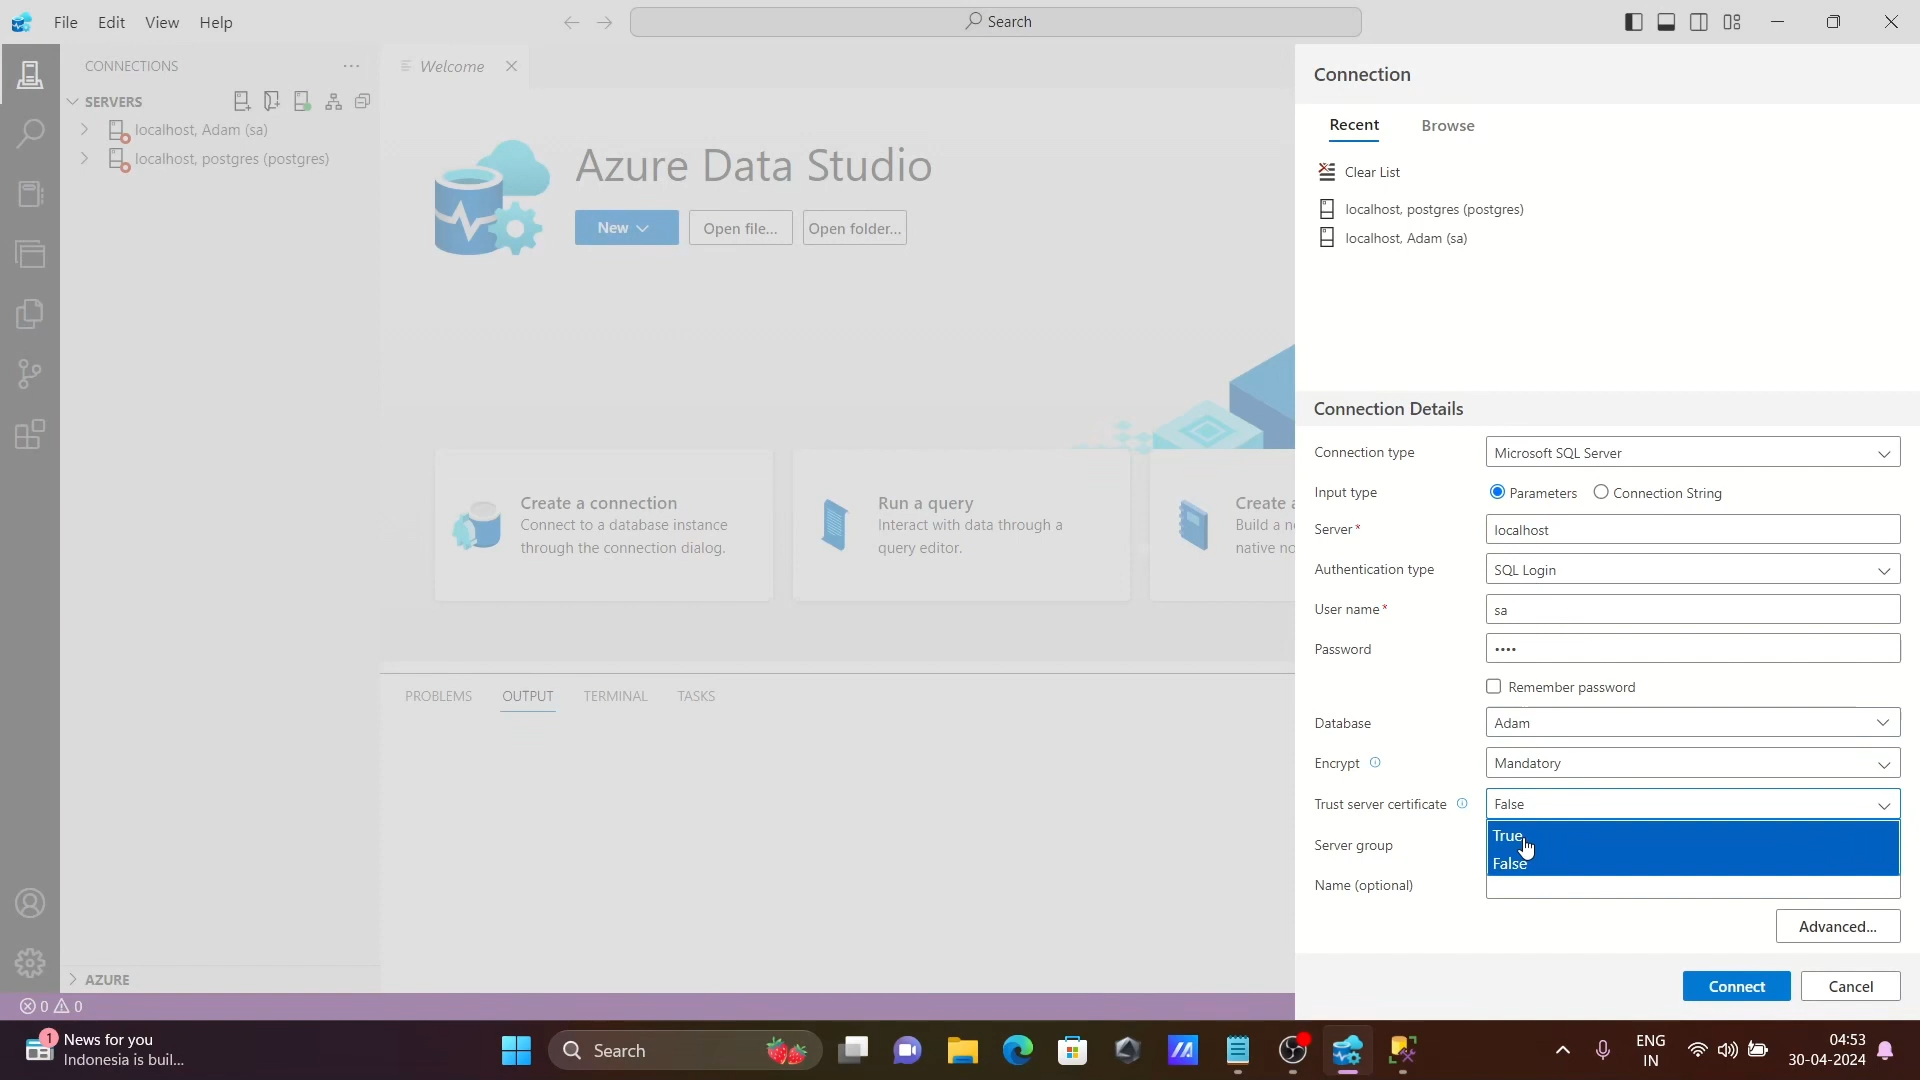 File Edit View Help
Search
CONNECTIONS
SERVERS
localhost, Adam (sa)
localhost, postgres (postgres)
AZURE
0 0
Welcome
Azure Data Studio
New
Open file...
Open folder...
Create a connection
Connect to a database instance
through the connection dialog.
Run a query
Interact with data through a
query editor.
Create a
Build a n
native no
PROBLEMS OUTPUT TERMINAL TASKS
Connection
Recent Browse
Clear List
localhost, postgres (postgres)
localhost, Adam (sa)
Connection Details
Connection type Microsoft SQL Server
Input type Parameters Connection String
Server* localhost
Authentication type SQL Login
User name* sa
Password ••••
Remember password
Database Adam
Encrypt Mandatory
Trust server certificate False
True
False
Server group
Name (optional)
Advanced...
Connect Cancel
1
News for you
Indonesia is buil...
Search
ENG
IN
04:53
30-04-2024